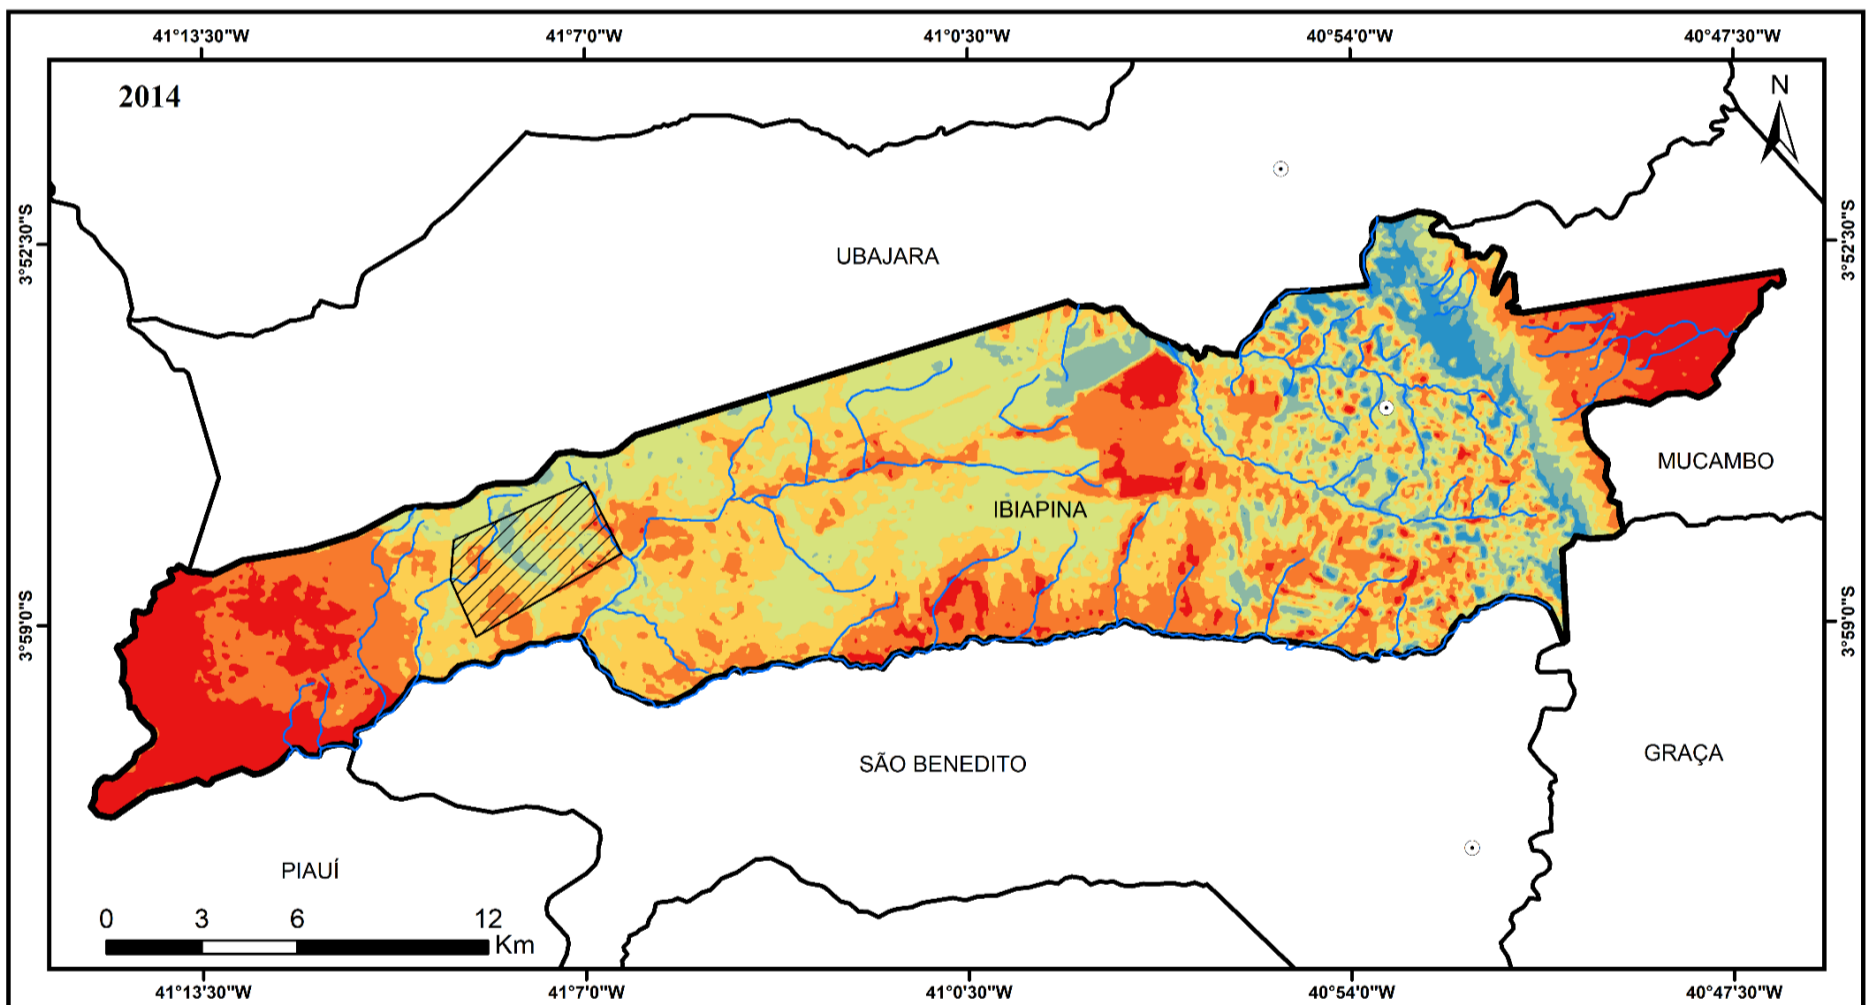 41°13'30"W 41°7'0"W 41°0'30"W 40°54'0"W 40°47'30"W
2014
N
3°52'30"S 3°52'30"S
UBAJARA
MUCAMBO
IBIAPINA
3°59'0"S 3°59'0"S
SÃO BENEDITO
GRAÇA
PIAUÍ
0 3 6 12
Km
41°13'30"W 41°7'0"W 41°0'30"W 40°54'0"W 40°47'30"W